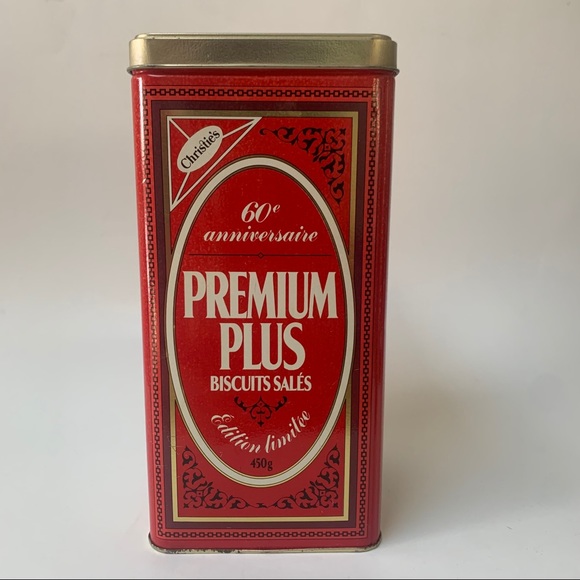 Christie's
60e
anniversaire
PREMIUM
PLUS
BISCUITS SALÉS
Édition limitée
450g